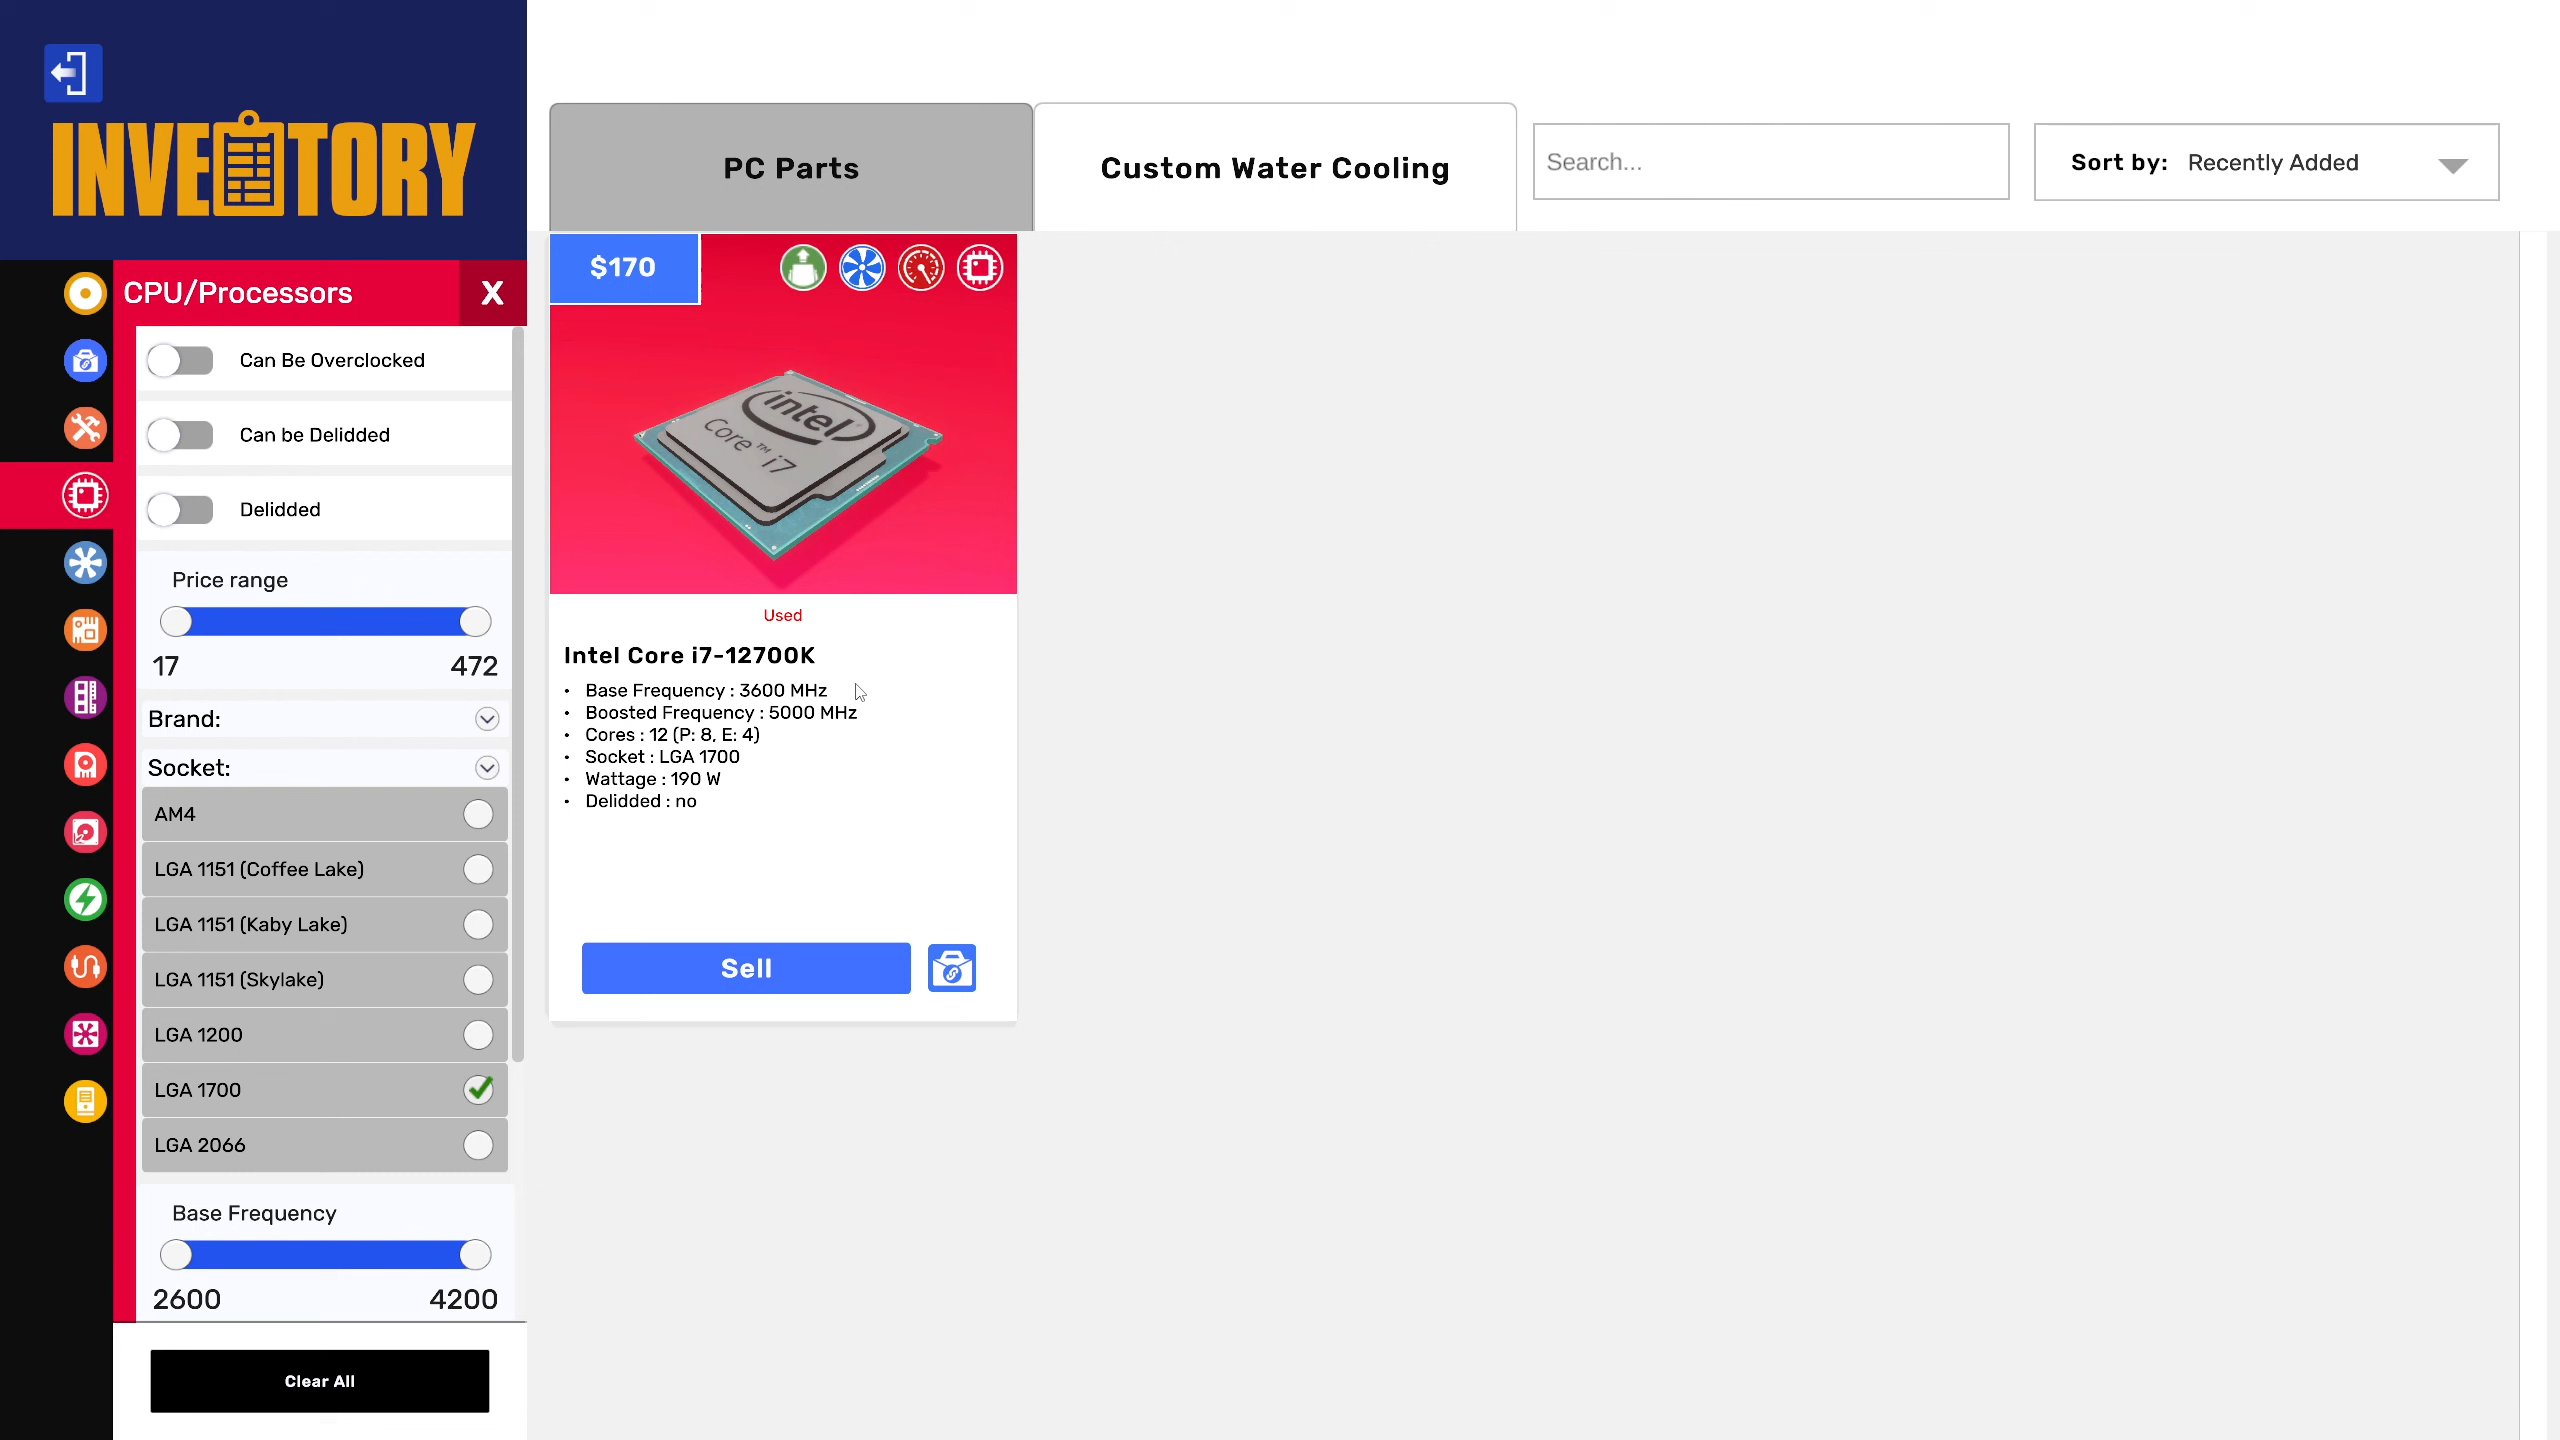 INVENTORY
PC Parts
Custom Water Cooling
Search...
Sort by: Recently Added
CPU/Processors
X
Can Be Overclocked
Can be Delidded
Delidded
Price range
17 472
Brand:
Socket:
AM4
LGA 1151 (Coffee Lake)
LGA 1151 (Kaby Lake)
LGA 1151 (Skylake)
LGA 1200
LGA 1700
LGA 2066
Base Frequency
2600 4200
Clear All
$170
intel
Core™ i7
Used
Intel Core i7-12700K
• Base Frequency : 3600 MHz
• Boosted Frequency : 5000 MHz
• Cores : 12 (P: 8, E: 4)
• Socket : LGA 1700
• Wattage : 190 W
• Delidded : no
Sell